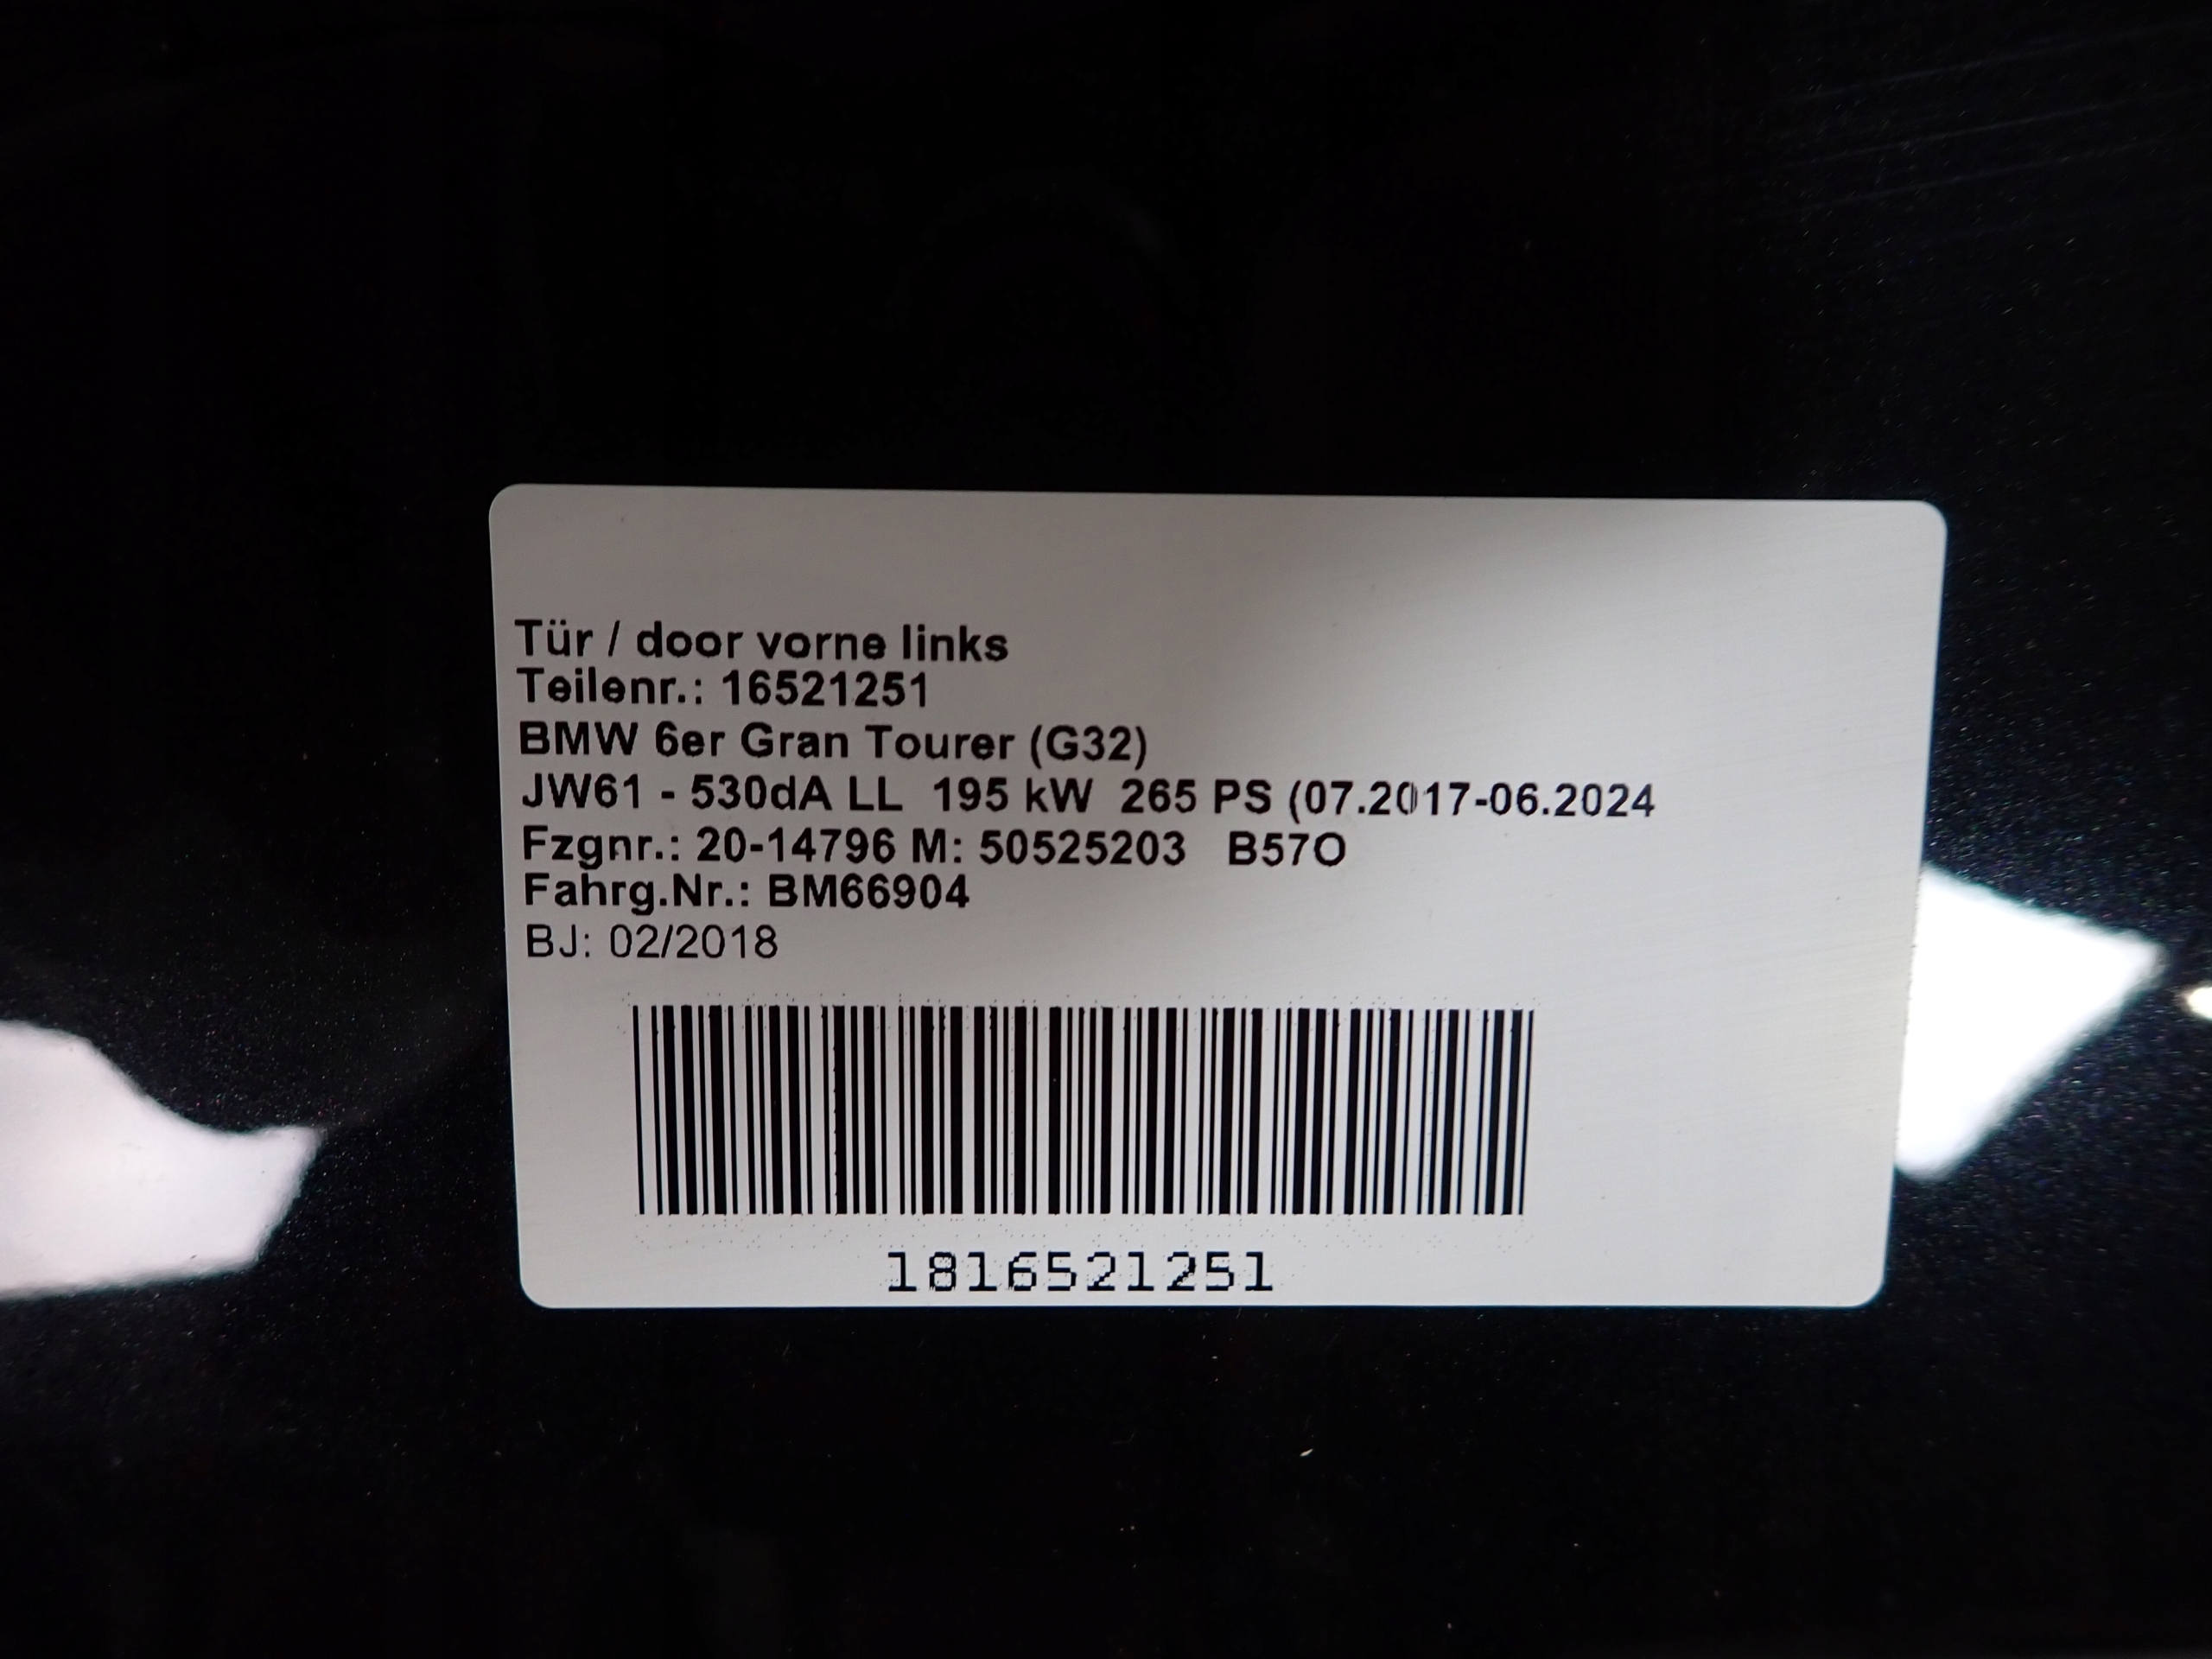 Tür / door vorne links
Teilenr.: 16521251
BMW 6er Gran Tourer (G32)
JW61 - 530dA LL  195 kW  265 PS (07.2017-06.2024
Fzgnr.: 20-14796 M: 50525203   B57O
Fahrg.Nr.: BM66904
BJ: 02/2018
1816521251